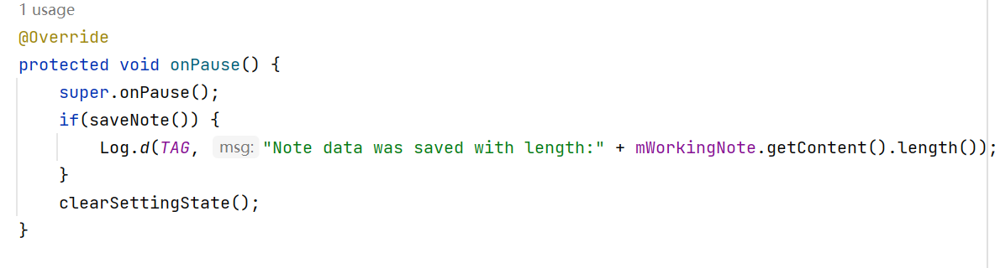 1 usage
@Override
protected void onPause() {
    super.onPause();
    if(saveNote()) {
        Log.d(TAG, msg: "Note data was saved with length:" + mWorkingNote.getContent().length());
    }
    clearSettingState();
}